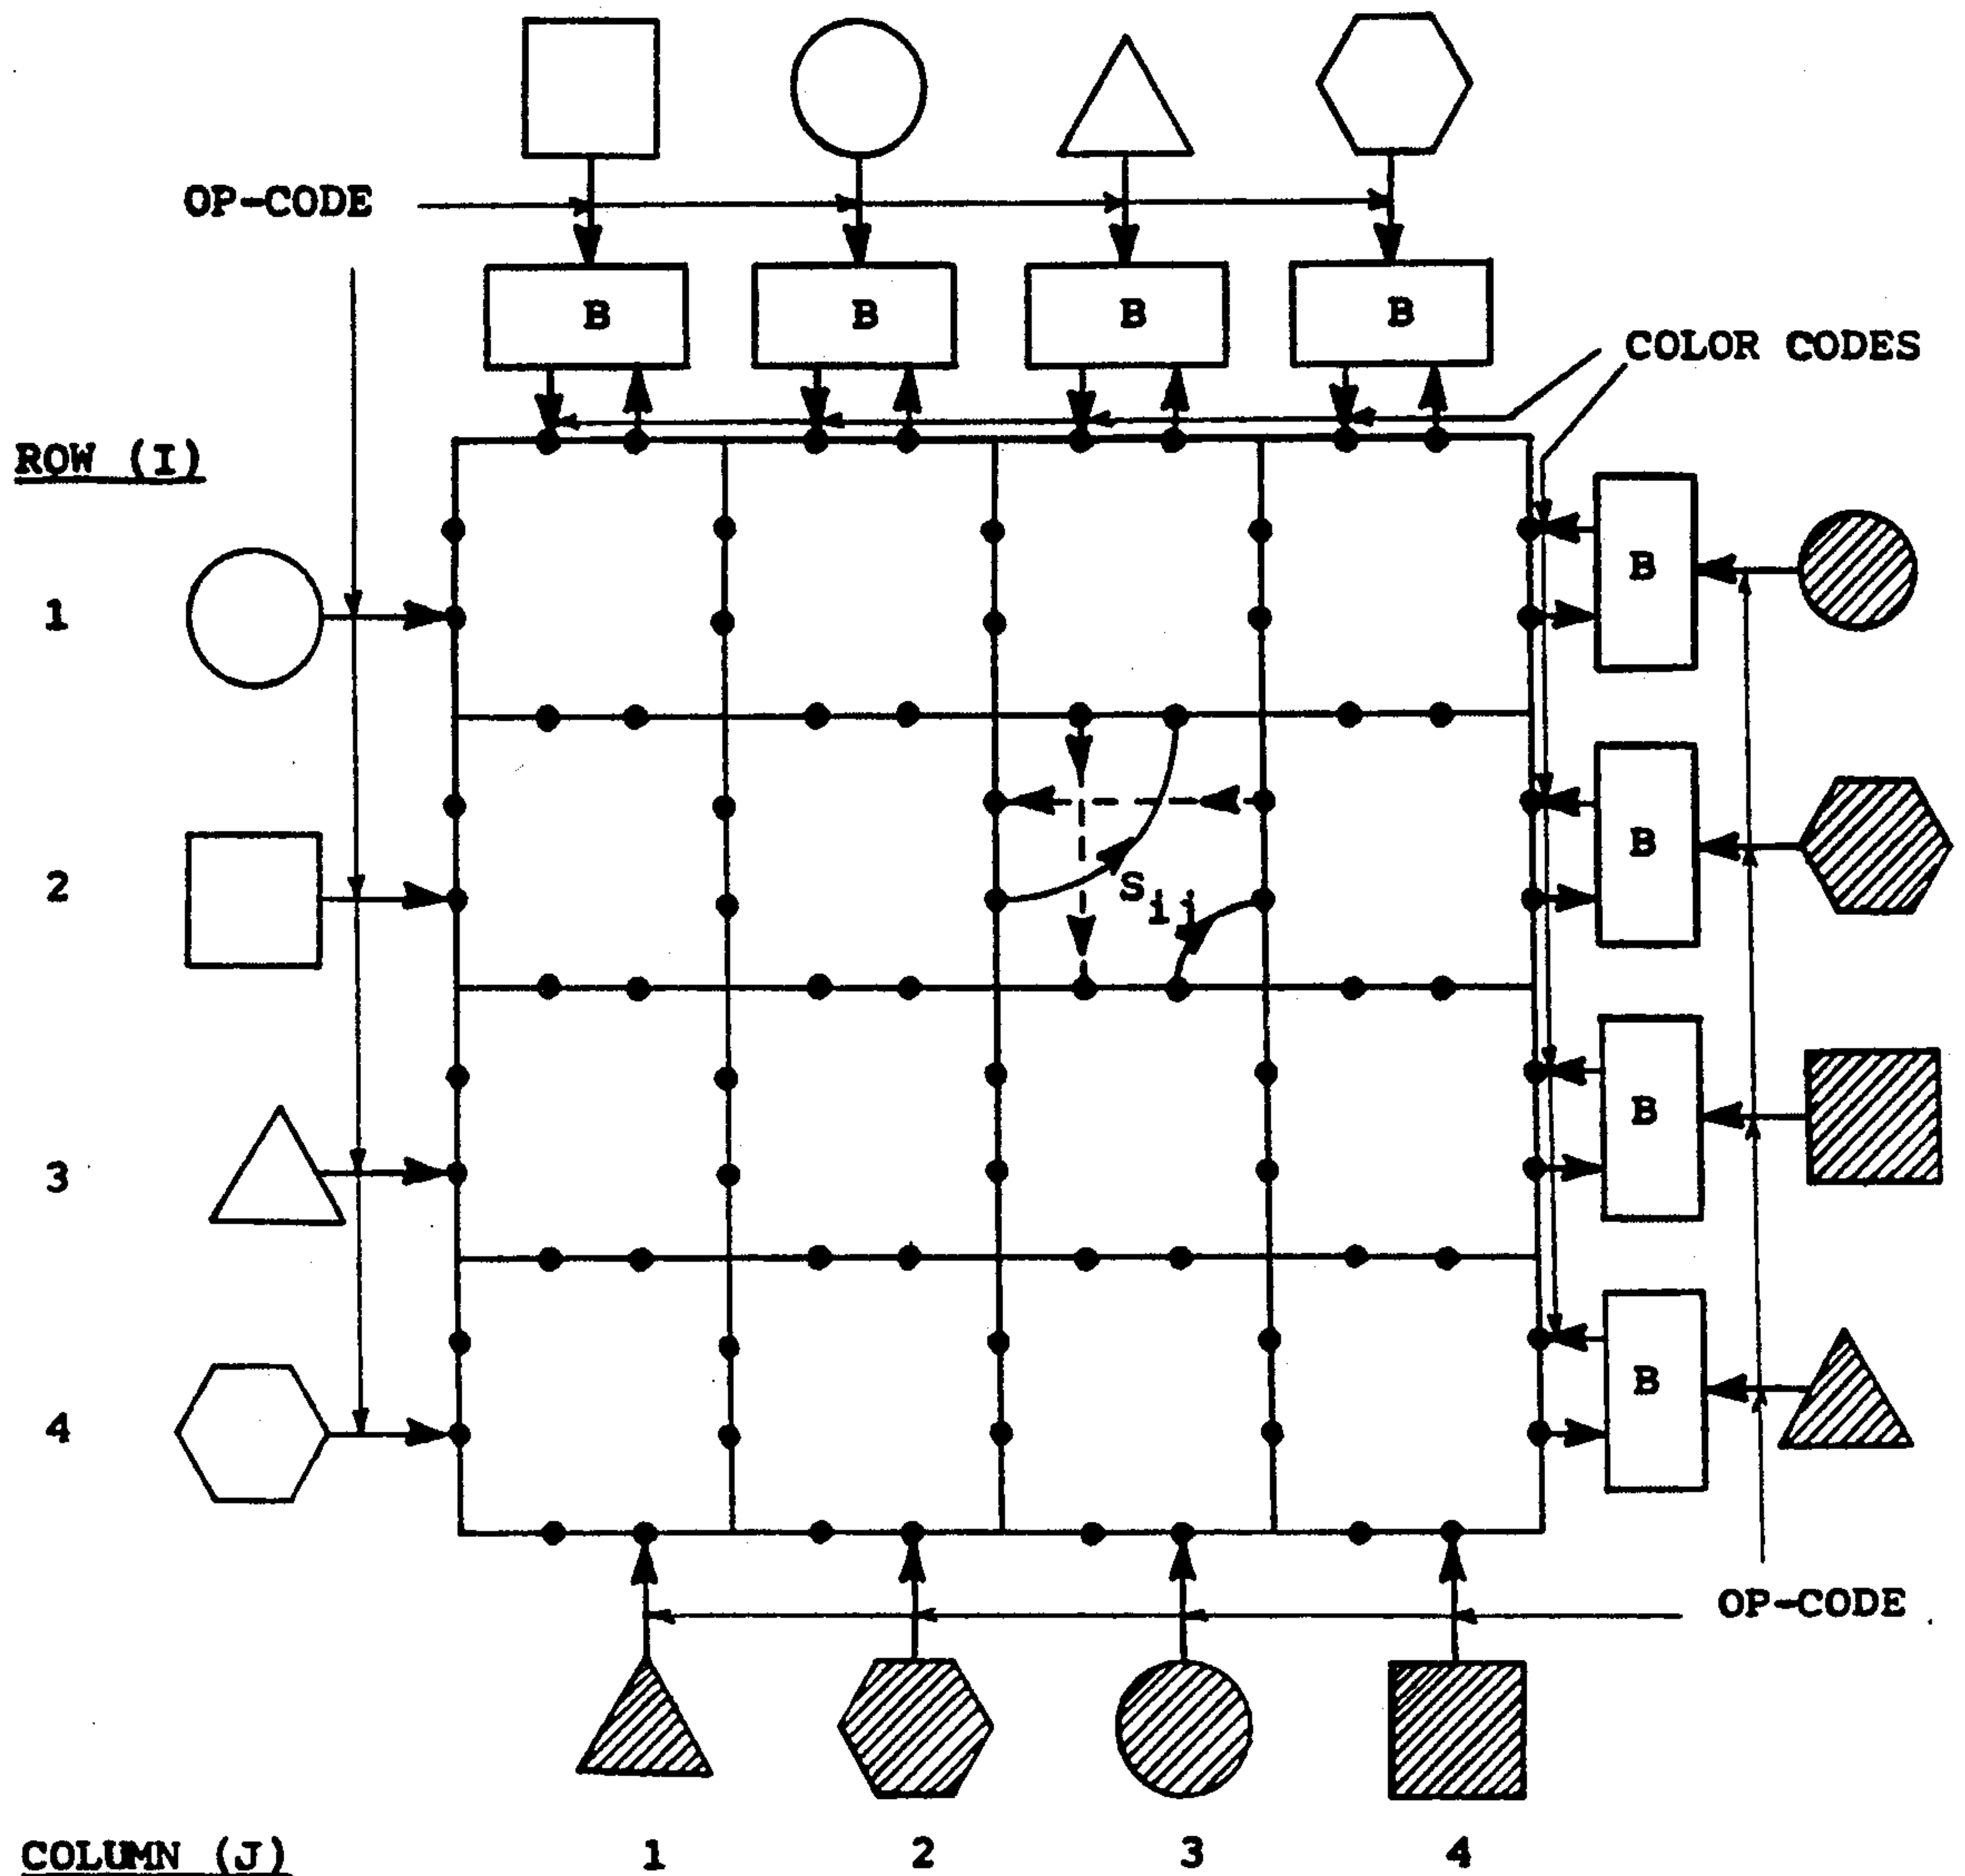 OP-CODE
B B B B
COLOR CODES
ROW (I)
B
1
B
2
S ij
B
3
B
4
OP-CODE
1 2 3 4
COLUMN (J)